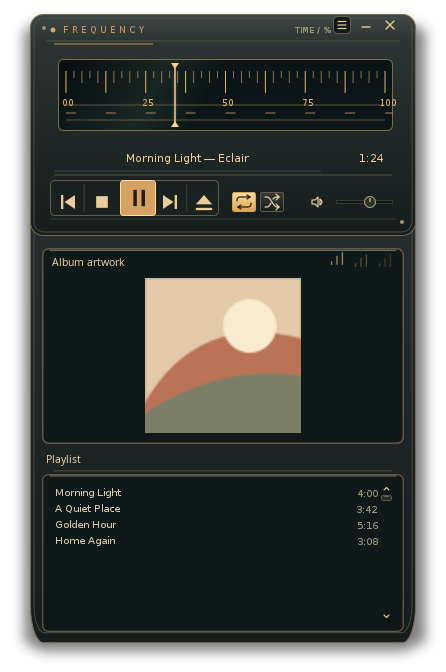 FREQUENCY TIME / %
00 25 50 75 100
Morning Light — Eclair 1:24
Album artwork
Playlist
Morning Light 4:00
A Quiet Place 3:42
Golden Hour 5:16
Home Again 3:08